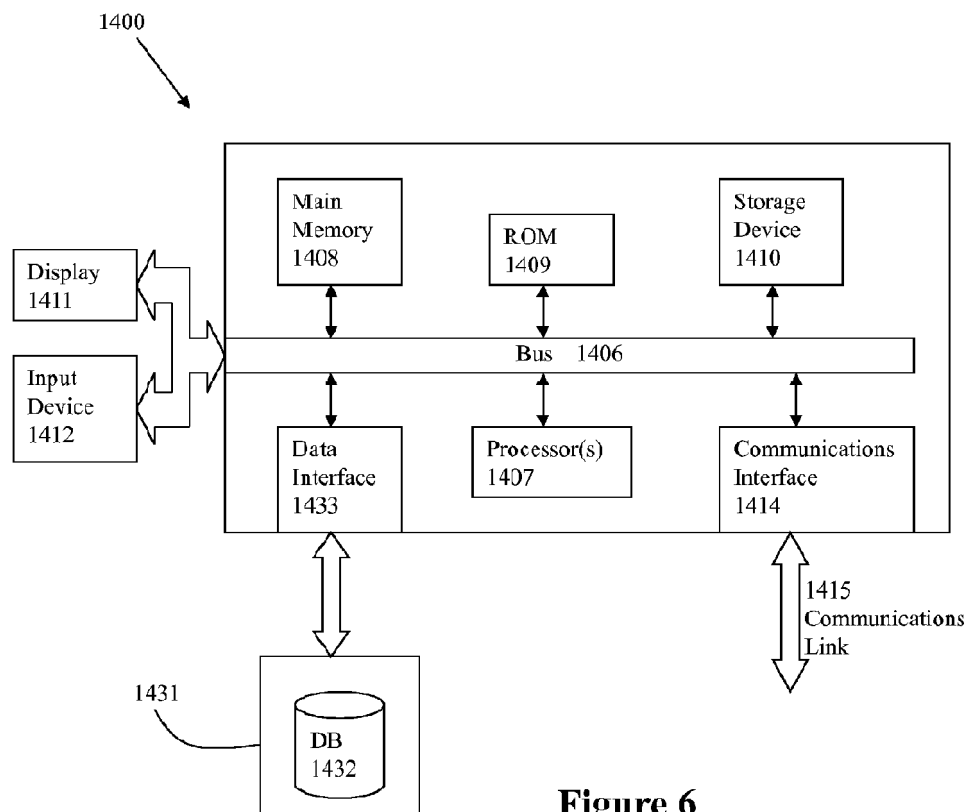 1400
Main
Memory
1408
ROM
1409
Storage
Device
1410
Display
1411
Input
Device
1412
Bus 1406
Data
Interface
1433
Processor(s)
1407
Communications
Interface
1414
1415
Communications
Link
1431
DB
1432
Figure 6